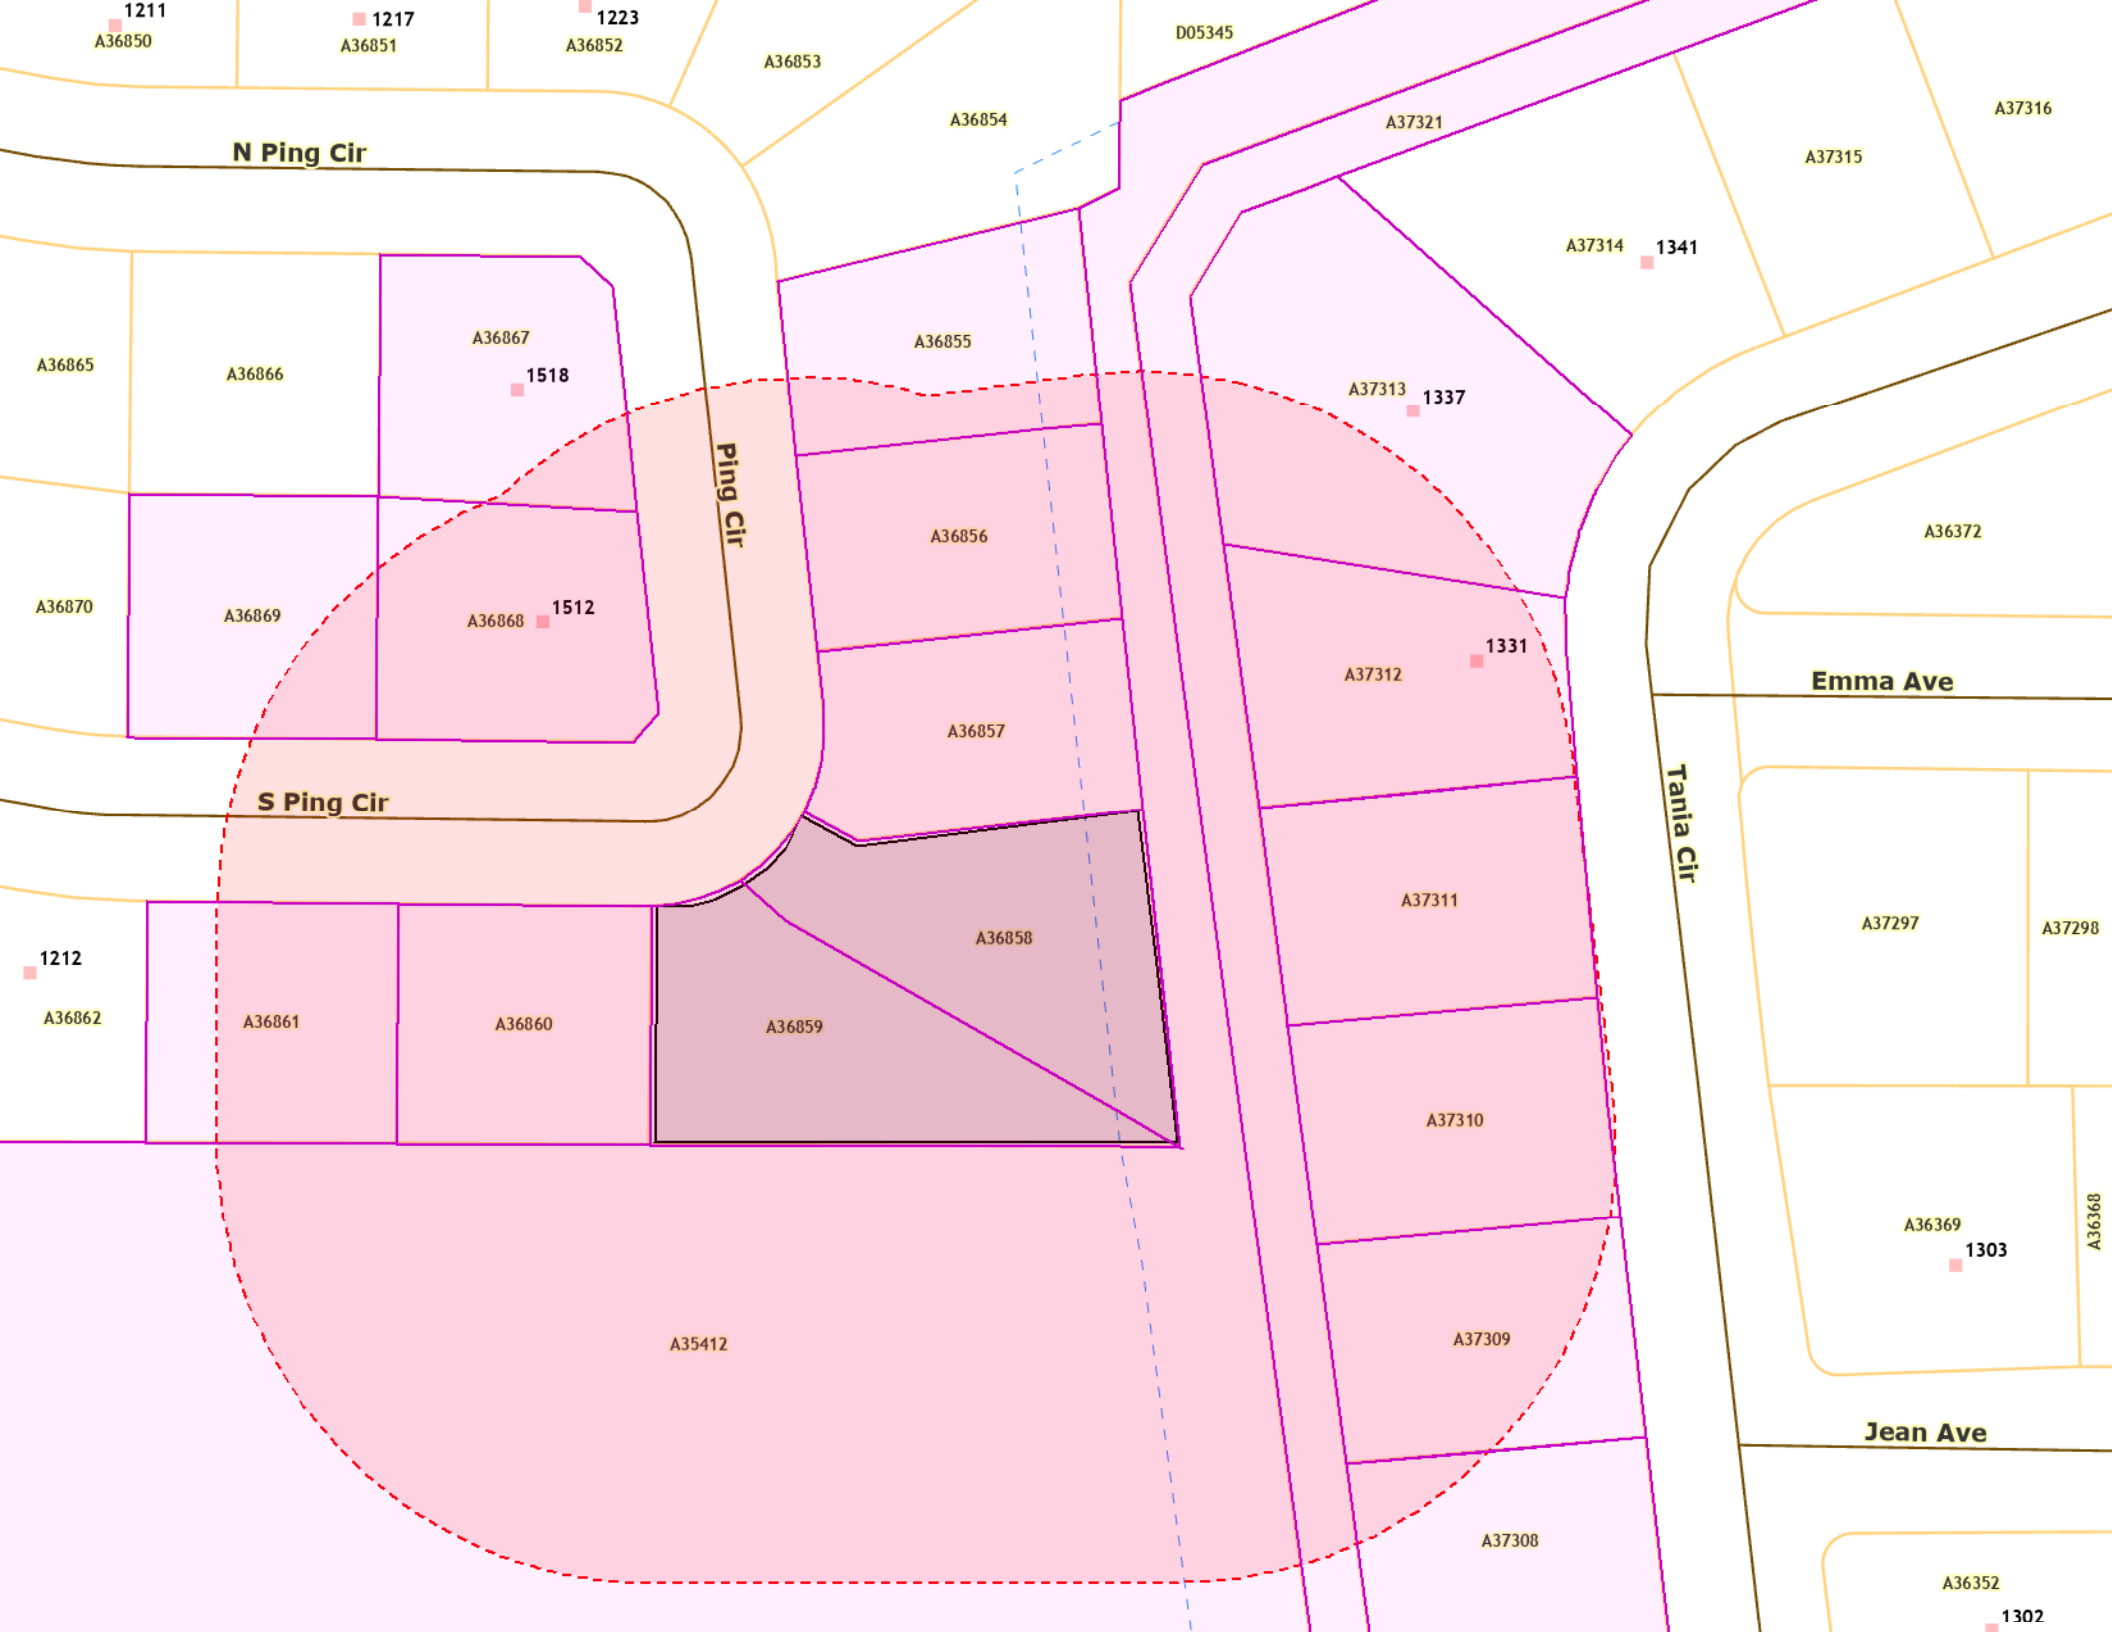 1211
A36850
1217
A36851
1223
A36852
A36853
D05345
A36854
A37321
A37316
A37315
N Ping Cir
A37314
1341
A36867
1518
A36865
A36866
A36855
A37313
1337
Ping Cir
A36856
A36372
A36870
A36869
A36868
1512
A37312
1331
Emma Ave
A36857
S Ping Cir
Tania Cir
A37311
A37297
A37298
A36858
1212
A36862
A36861
A36860
A36859
A37310
A36369
A36368
1303
A35412
A37309
Jean Ave
A37308
A36352
1302